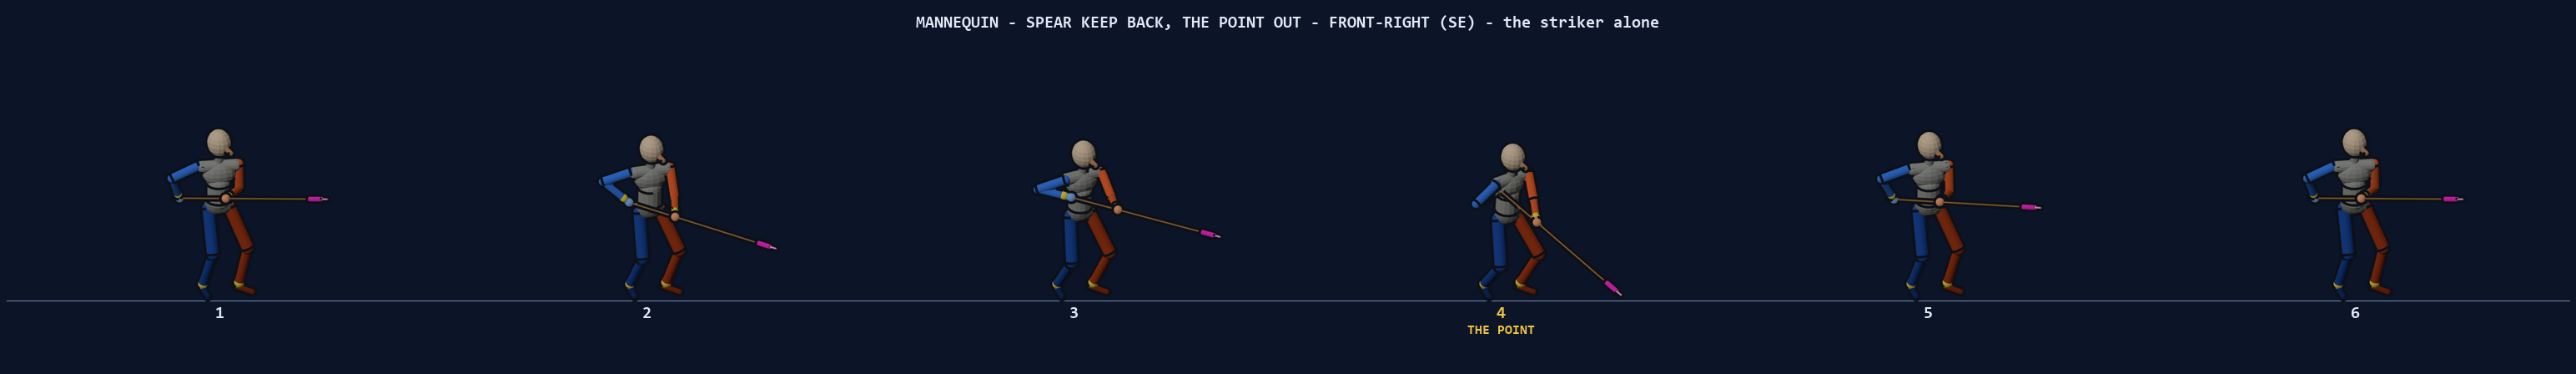 MANNEQUIN - SPEAR KEEP BACK, THE POINT OUT - FRONT-RIGHT (SE) - the striker alone
1 2 3 4 5 6
THE POINT